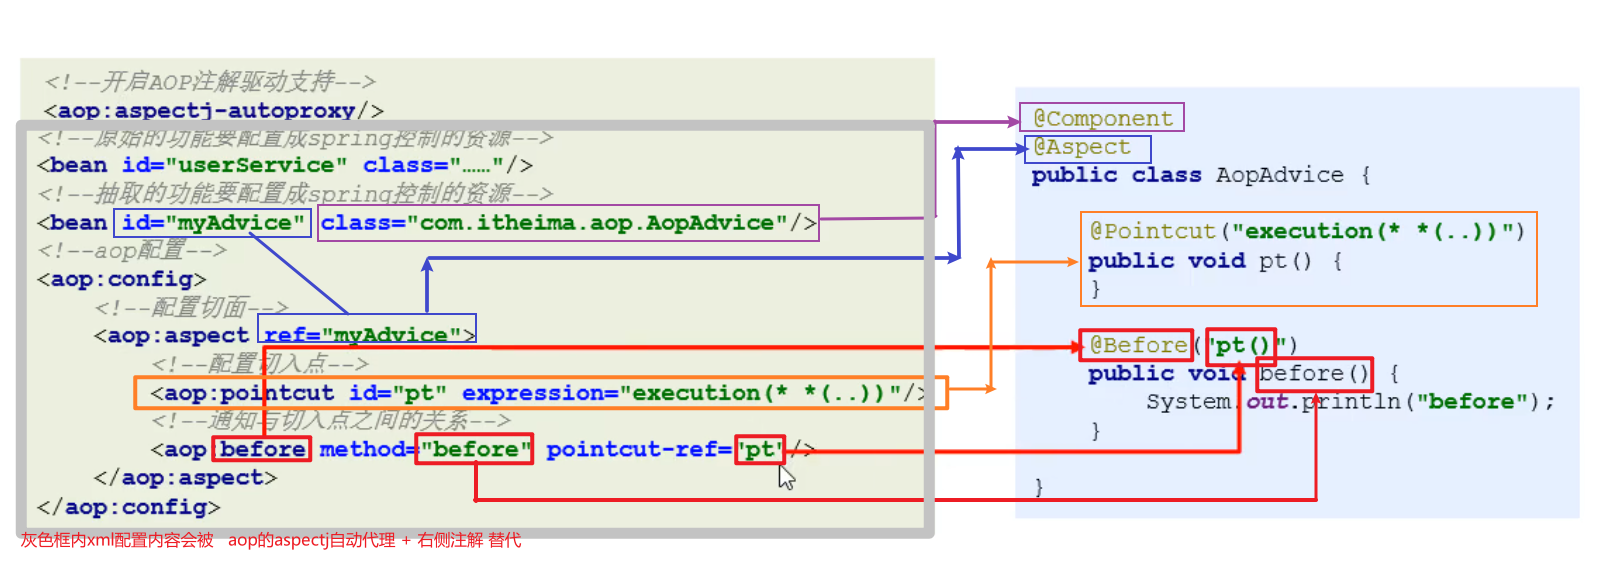 <!--开启AOP注解驱动支持-->
<aop:aspectj-autoproxy/>
<!--原始的功能要配置成spring控制的资源-->
<bean id="userService" class="……"/>
<!--抽取的功能要配置成spring控制的资源-->
<bean id="myAdvice" class="com.itheima.aop.AopAdvice"/>
<!--aop配置-->
<aop:config>
<!--配置切面-->
<aop:aspect ref="myAdvice">
<!--配置切入点-->
<aop:pointcut id="pt" expression="execution(* *(..))"/>
<!--通知与切入点之间的关系-->
<aop:before method="before" pointcut-ref="pt"/>
</aop:aspect>
</aop:config>
灰色框内xml配置内容会被 aop的aspectj自动代理 + 右侧注解 替代
@Component
@Aspect
public class AopAdvice {
@Pointcut("execution(* *(..))")
public void pt() {
}
@Before("pt()")
public void before() {
System.out.println("before");
}
}